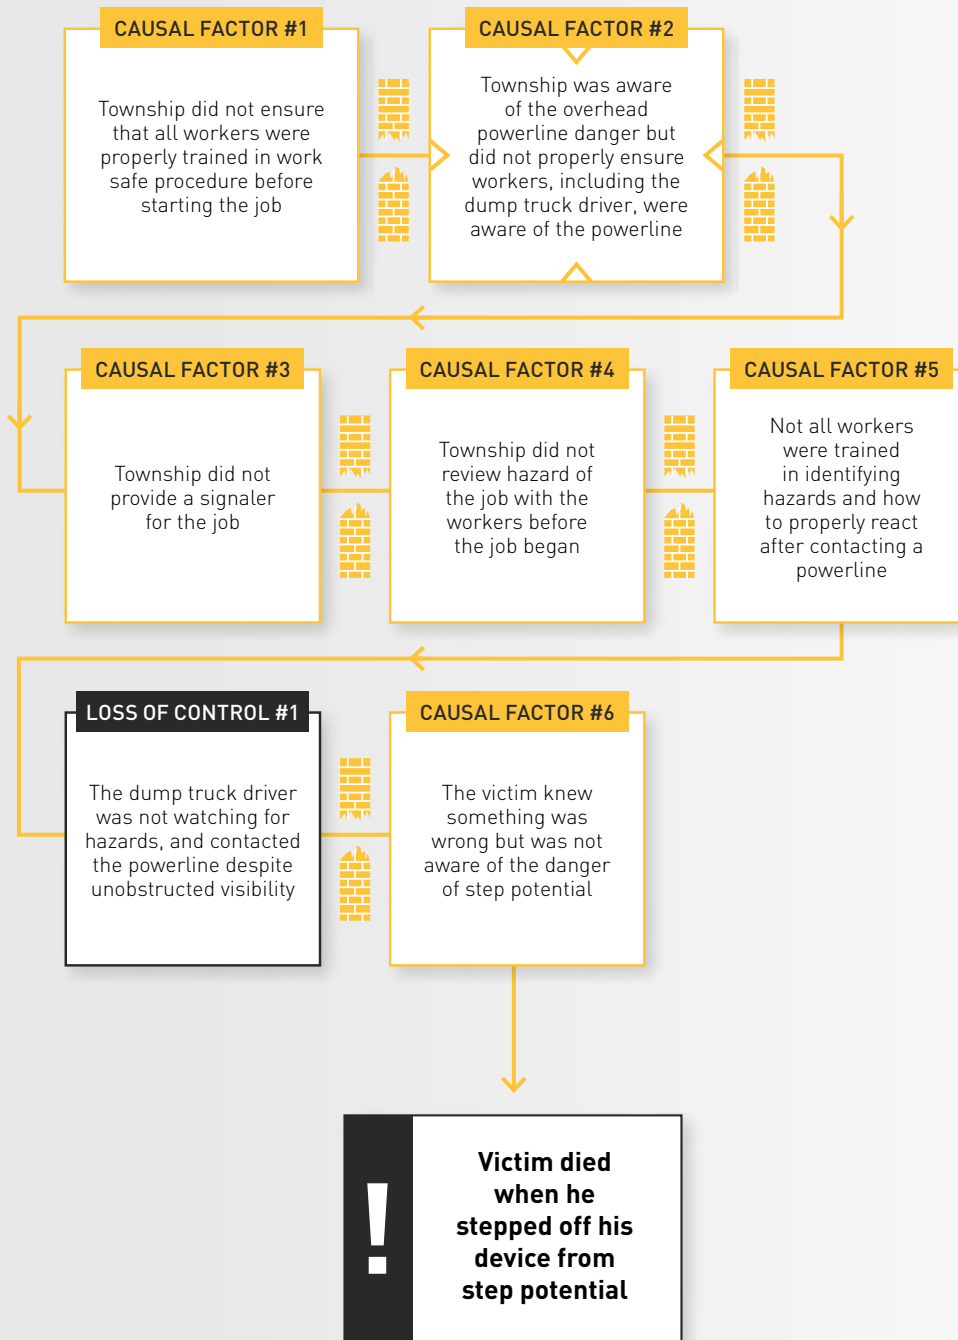 CAUSAL FACTOR #1
Township did not ensure
that all workers were
properly trained in work
safe procedure before
starting the job
CAUSAL FACTOR #2
Township was aware
of the overhead
powerline danger but
did not properly ensure
workers, including the
dump truck driver, were
aware of the powerline
CAUSAL FACTOR #3
Township did not
provide a signaler
for the job
CAUSAL FACTOR #4
Township did not
review hazard of
the job with the
workers before
the job began
CAUSAL FACTOR #5
Not all workers
were trained
in identifying
hazards and how
to properly react
after contacting a
powerline
LOSS OF CONTROL #1
The dump truck driver
was not watching for
hazards, and contacted
the powerline despite
unobstructed visibility
CAUSAL FACTOR #6
The victim knew
something was
wrong but was not
aware of the danger
of step potential
!
Victim died
when he
stepped off his
device from
step potential